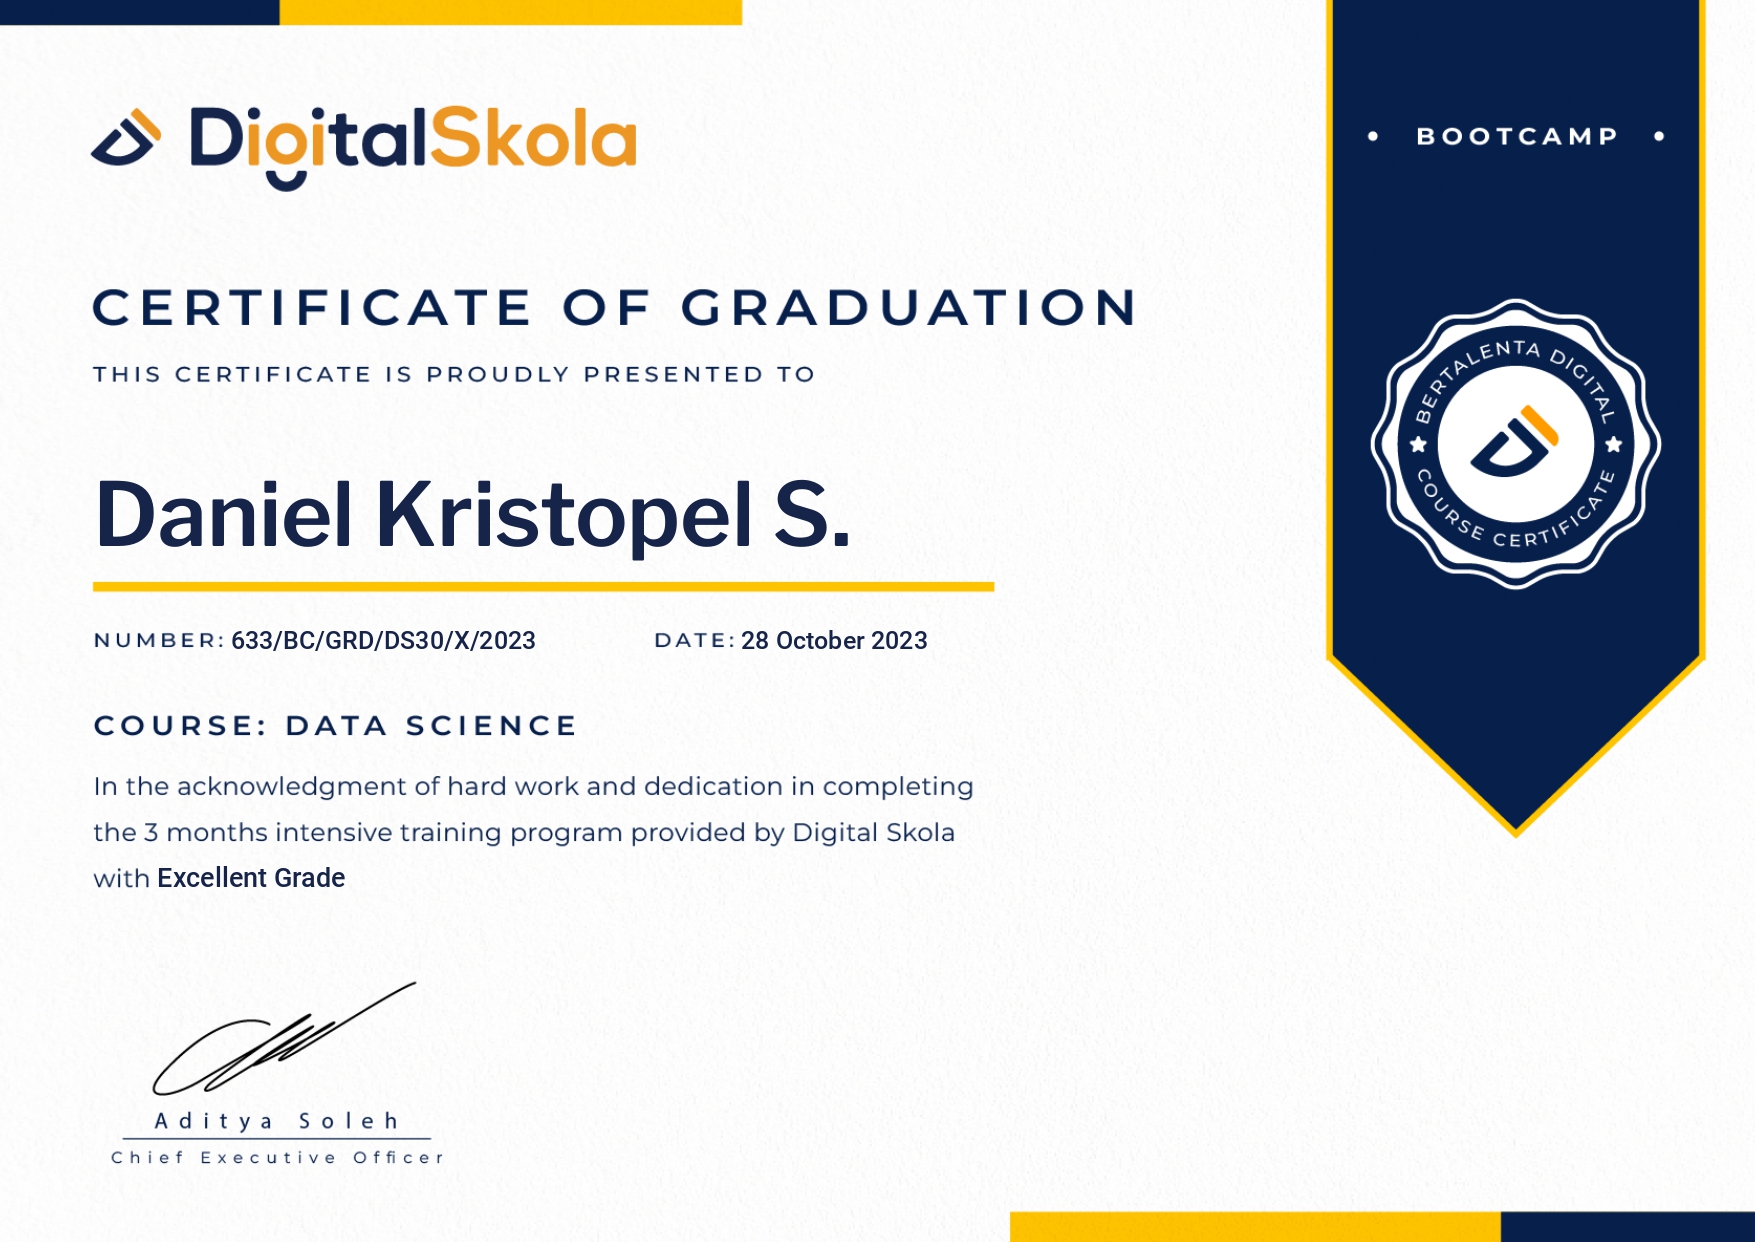 DigitalSkola
• BOOTCAMP •
CERTIFICATE OF GRADUATION
THIS CERTIFICATE IS PROUDLY PRESENTED TO
BERTALENTA DIGITAL
COURSE CERTIFICATE
Daniel Kristopel S.
NUMBER: 633/BC/GRD/DS30/X/2023 DATE: 28 October 2023
COURSE: DATA SCIENCE
In the acknowledgment of hard work and dedication in completing
the 3 months intensive training program provided by Digital Skola
with Excellent Grade
Aditya Soleh
Chief Executive Officer